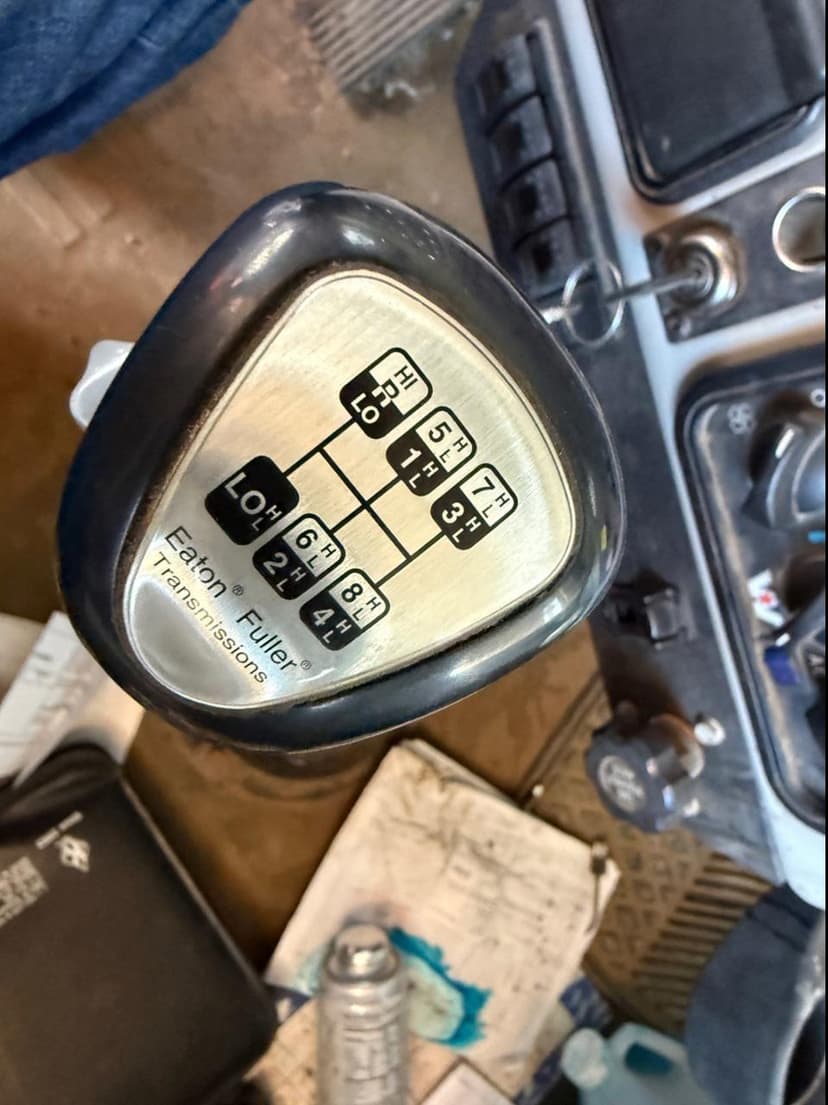 HI
R
LO
5 H L
1 H L
7 H L
3 H L
LO H L
6 H L
2 H L
8 H L
4 H L
Eaton® Fuller®
Transmissions